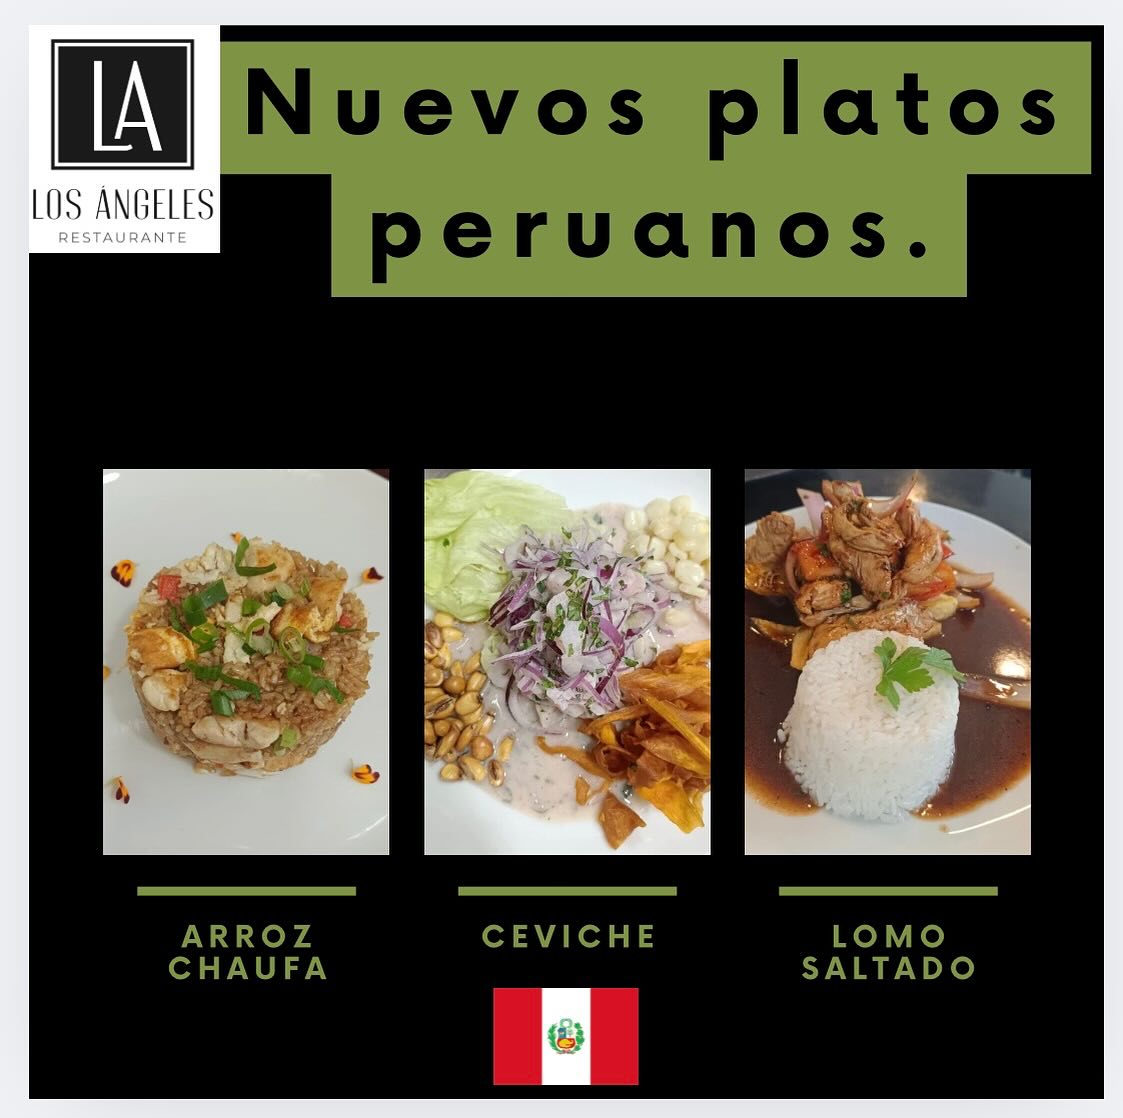 LA
LOS ÁNGELES
RESTAURANTE
Nuevos platos
peruanos.
ARROZ
CHAUFA
CEVICHE
LOMO
SALTADO